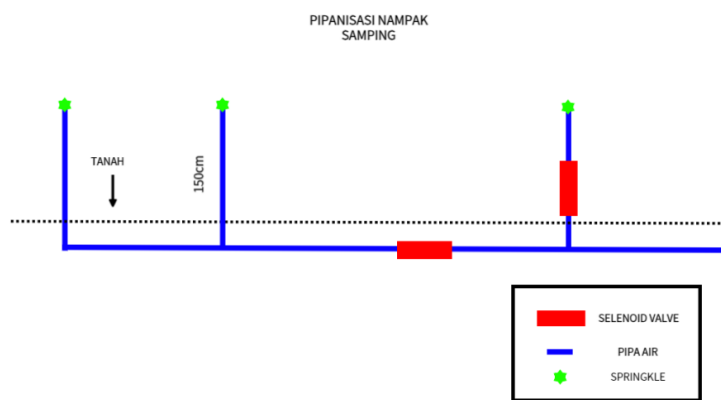 PIPANISASI NAMPAK
SAMPING
TANAH
150cm
SELENOID VALVE
PIPA AIR
SPRINGKLE